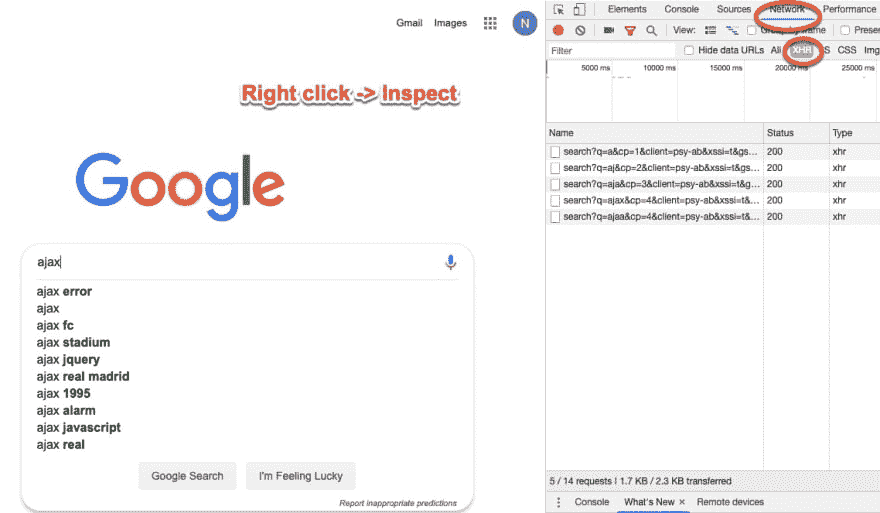 Gmail Images N
Right click -> Inspect
Google
ajax
ajax error
ajax
ajax fc
ajax stadium
ajax jquery
ajax real madrid
ajax 1995
ajax alarm
ajax javascript
ajax real
Google Search I'm Feeling Lucky
Report inappropriate predictions
Elements Console Sources Network Performance
View: Group by frame Preser
Filter Hide data URLs All XHR JS CSS Img
5000 ms 10000 ms 15000 ms 20000 ms 25000 ms
Name Status Type
search?q=a&cp=1&client=psy-ab&xssi=t&gs... 200 xhr
search?q=aj&cp=2&client=psy-ab&xssi=t&g... 200 xhr
search?q=aja&cp=3&client=psy-ab&xssi=t&g... 200 xhr
search?q=ajax&cp=4&client=psy-ab&xssi=t&... 200 xhr
search?q=ajaa&cp=4&client=psy-ab&xssi=t&... 200 xhr
5 / 14 requests | 1.7 KB / 2.3 KB transferred
Console What's New × Remote devices